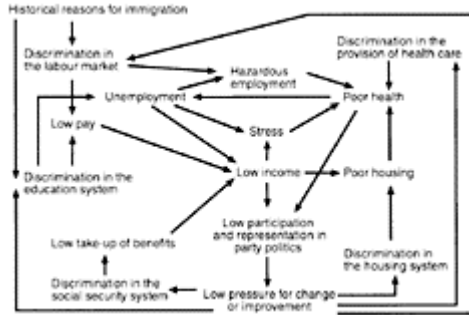 Historical reasons for immigration
Discrimination in
the labour market
Discrimination in the
provision of health care
Hazardous
employment
Unemployment
Poor health
Low pay
Stress
Discrimination in the
education system
Low income
Poor housing
Low participation
and representation in
party politics
Low take-up of benefits
Discrimination in
the housing system
Discrimination in the
social security system
Low pressure for change
or improvement